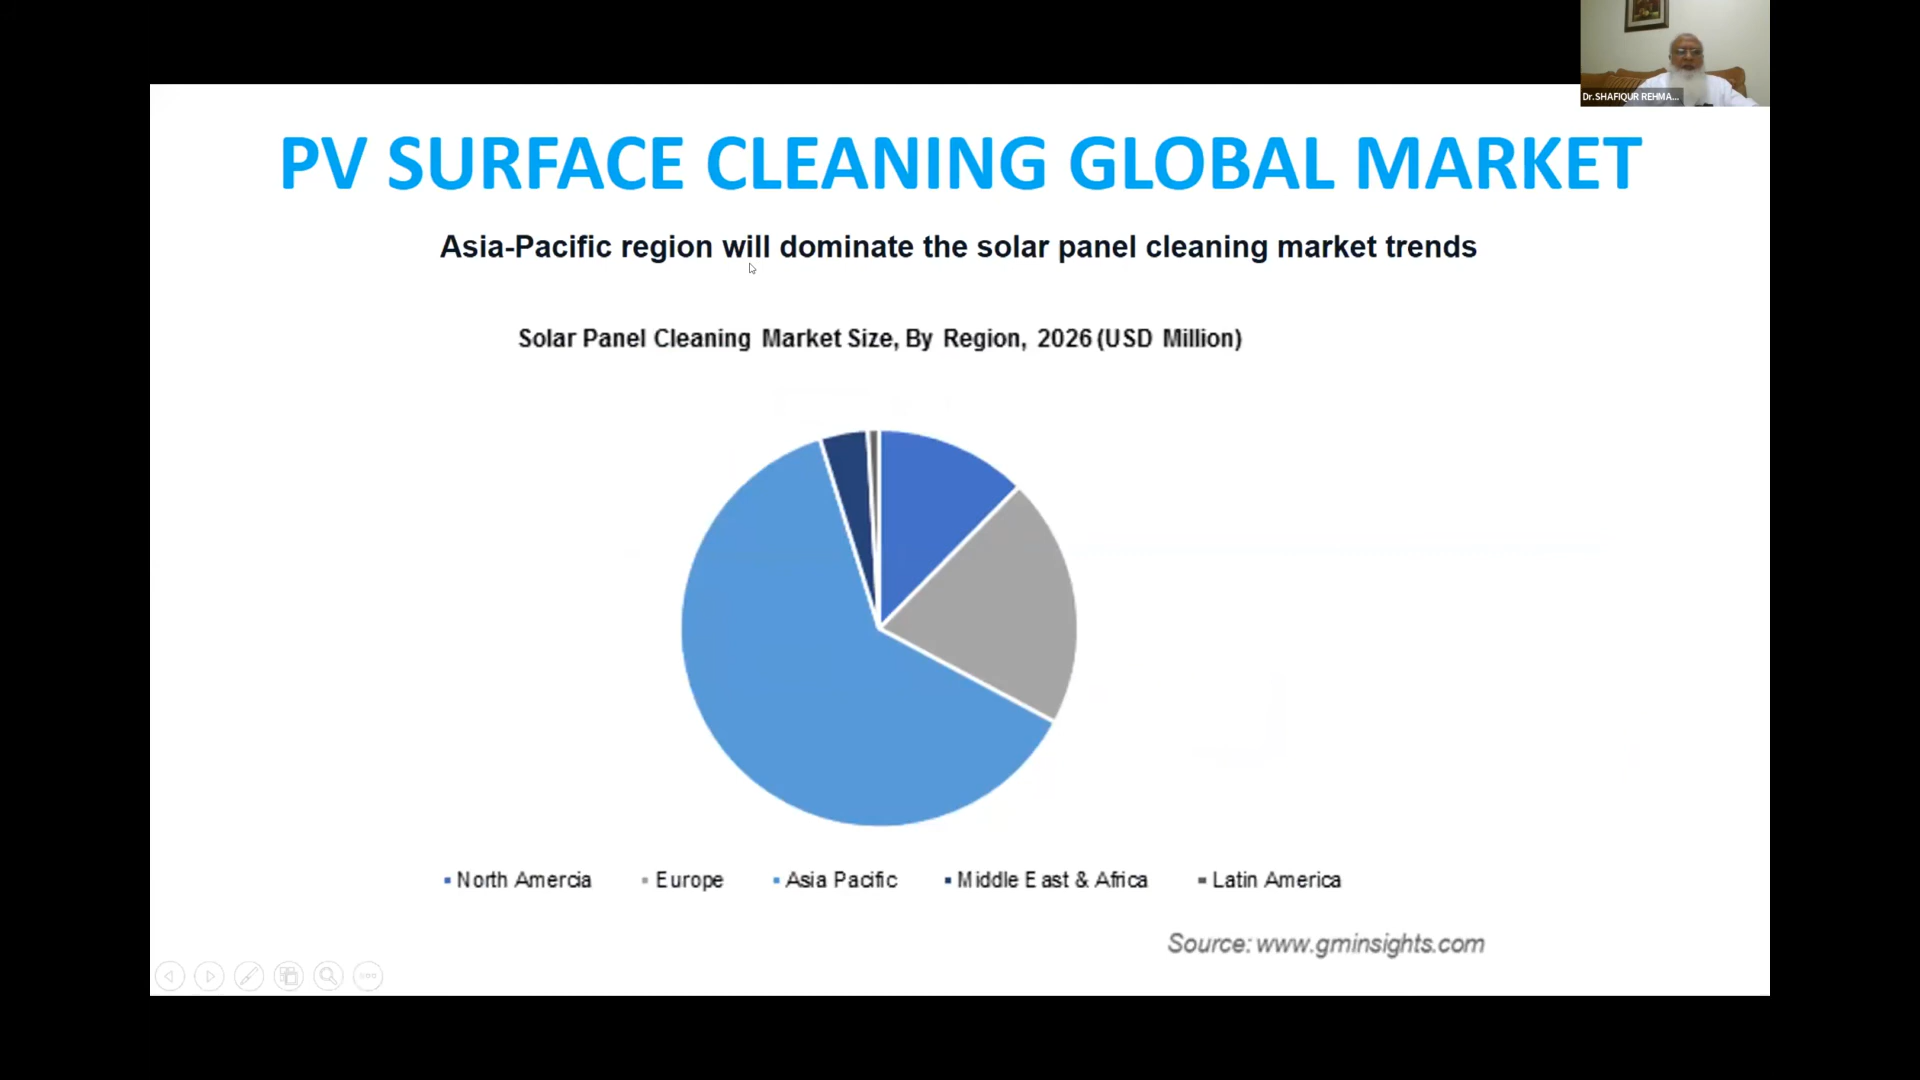 Dr.SHAFIQUR REHMA...
PV SURFACE CLEANING GLOBAL MARKET
Asia-Pacific region will dominate the solar panel cleaning market trends
Solar Panel Cleaning Market Size, By Region, 2026 (USD Million)
North Amercia Europe Asia Pacific Middle East & Africa Latin America
Source: www.gminsights.com